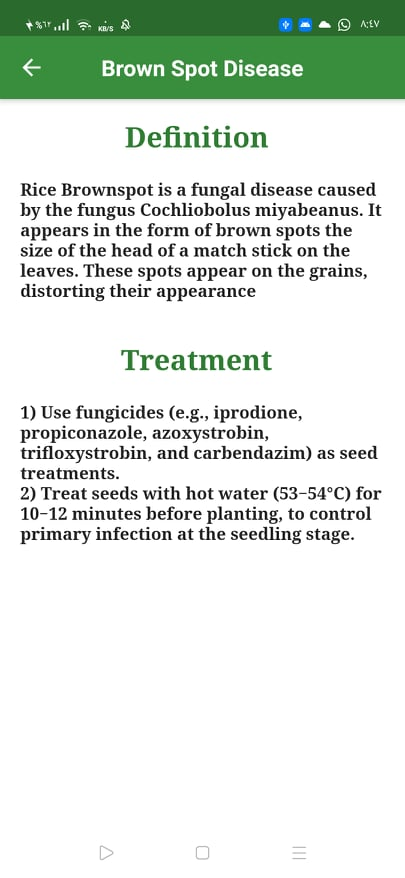 %٦٢ KB/S ٨:٤٧
Brown Spot Disease
Definition
Rice Brownspot is a fungal disease caused
by the fungus Cochliobolus miyabeanus. It
appears in the form of brown spots the
size of the head of a match stick on the
leaves. These spots appear on the grains,
distorting their appearance
Treatment
1) Use fungicides (e.g., iprodione,
propiconazole, azoxystrobin,
trifloxystrobin, and carbendazim) as seed
treatments.
2) Treat seeds with hot water (53–54°C) for
10–12 minutes before planting, to control
primary infection at the seedling stage.